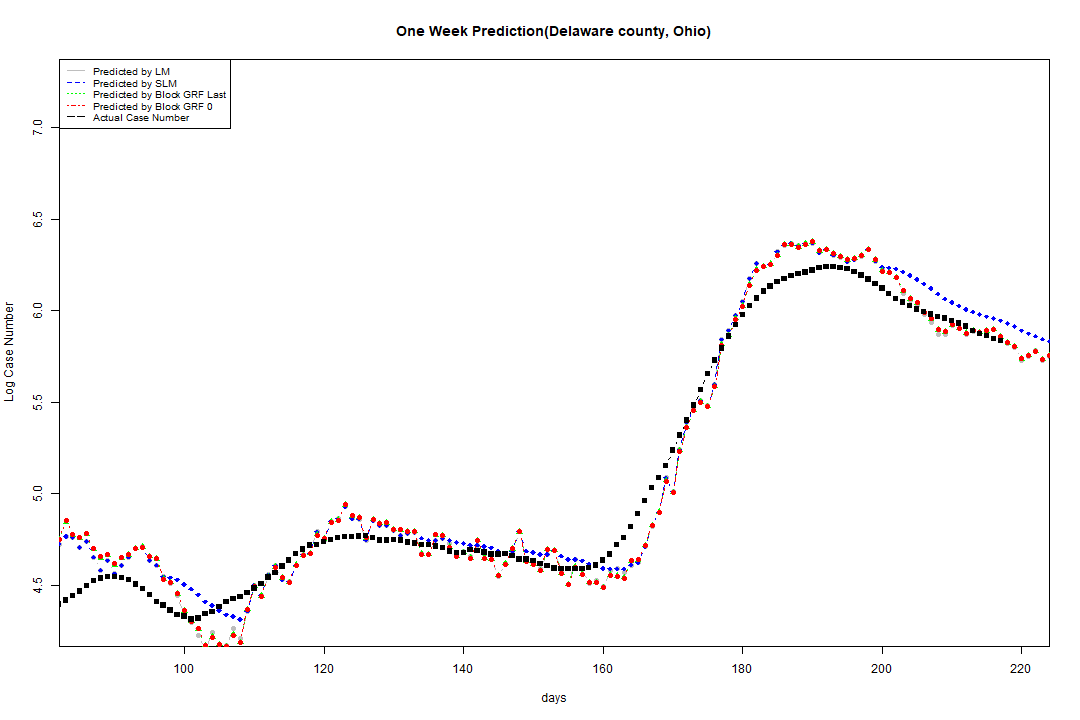 One Week Prediction(Delaware county, Ohio)
Predicted by LM
Predicted by SLM
Predicted by Block GRF Last
Predicted by Block GRF 0
Actual Case Number
Log Case Number
7.0
6.5
6.0
5.5
5.0
4.5
100 120 140 160 180 200 220
days